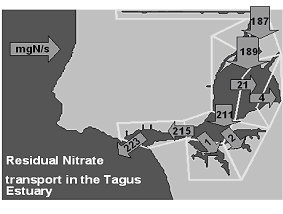 187
mgN/s
189
21
4
211
215
223
1
2
Residual Nitrate
transport in the Tagus
Estuary